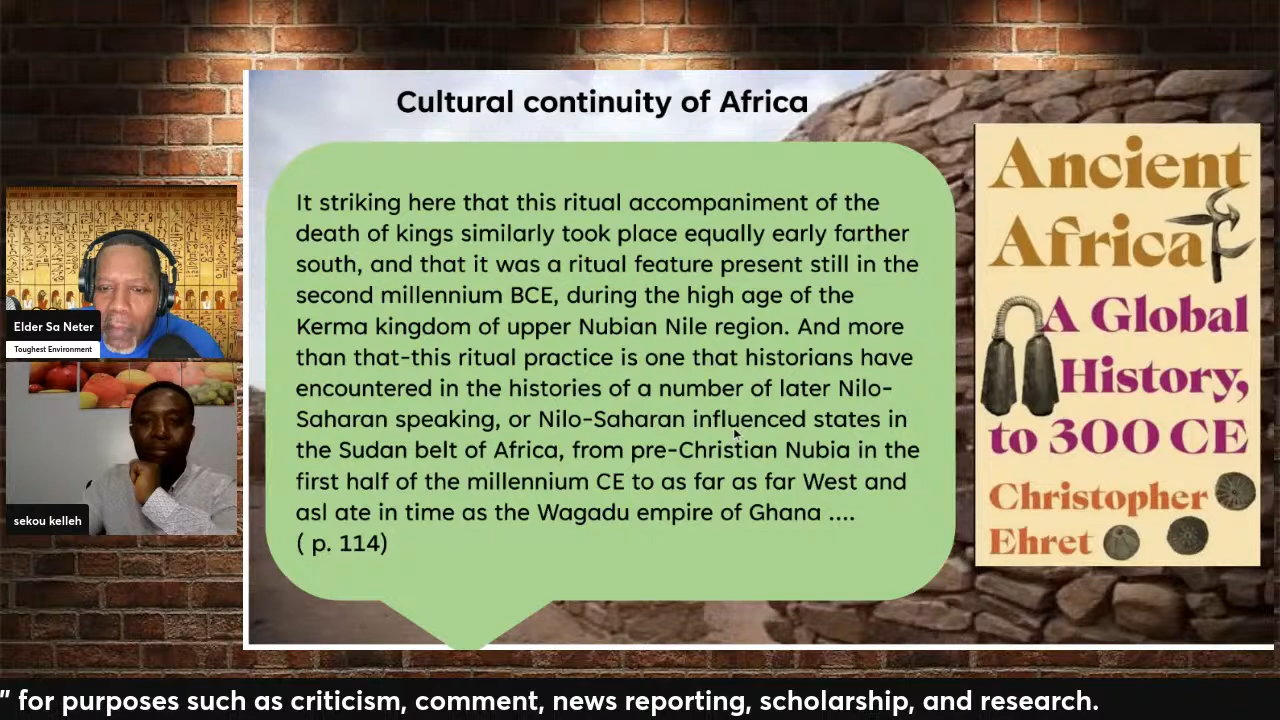 Cultural continuity of Africa
It striking here that this ritual accompaniment of the
death of kings similarly took place equally early farther
south, and that it was a ritual feature present still in the
second millennium BCE, during the high age of the
Kerma kingdom of upper Nubian Nile region. And more
than that-this ritual practice is one that historians have
encountered in the histories of a number of later Nilo-
Saharan speaking, or Nilo-Saharan influenced states in
the Sudan belt of Africa, from pre-Christian Nubia in the
first half of the millennium CE to as far as far West and
asl ate in time as the Wagadu empire of Ghana ....
( p. 114)
Ancient
Africa
A Global
History,
to 300 CE
Christopher
Ehret
Elder Sa Neter
Toughest Environment
sekou kelleh
" for purposes such as criticism, comment, news reporting, scholarship, and research.